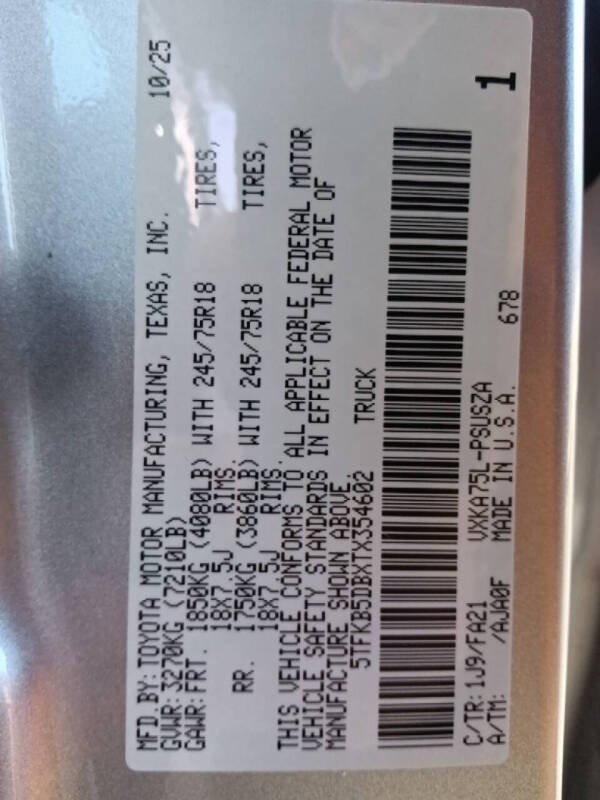 MFD.BY:TOYOTA MOTOR MANUFACTURING, TEXAS, INC. 10/25
GVWR:3270KG (7210LB)
GAWR:FRT. 1850KG (4080LB) WITH 245/75R18 TIRES,
18X7.5J RIMS.
RR. 1750KG (3860LB) WITH 245/75R18 TIRES,
18X7.5J RIMS.
THIS VEHICLE CONFORMS TO ALL APPLICABLE FEDERAL MOTOR
VEHICLE SAFETY STANDARDS IN EFFECT ON THE DATE OF
MANUFACTURE SHOWN ABOVE.
5TFKB5DBXTX354602 TRUCK
C/TR:1J9/FA21 VXKA75L-PSUSZA
A/TM: /AJA0F MADE IN U.S.A. 678
1